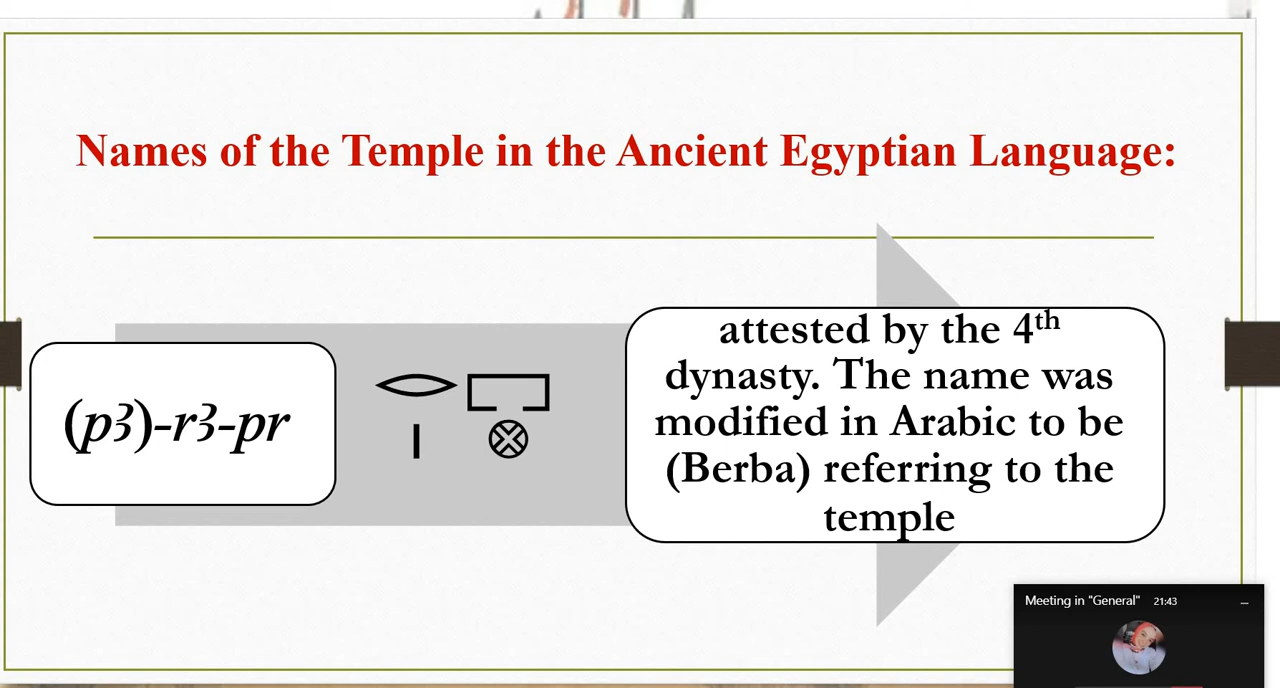 Names of the Temple in the Ancient Egyptian Language:
(p3)-r3-pr
attested by the 4th
dynasty. The name was
modified in Arabic to be
(Berba) referring to the
temple
Meeting in "General" 21:43